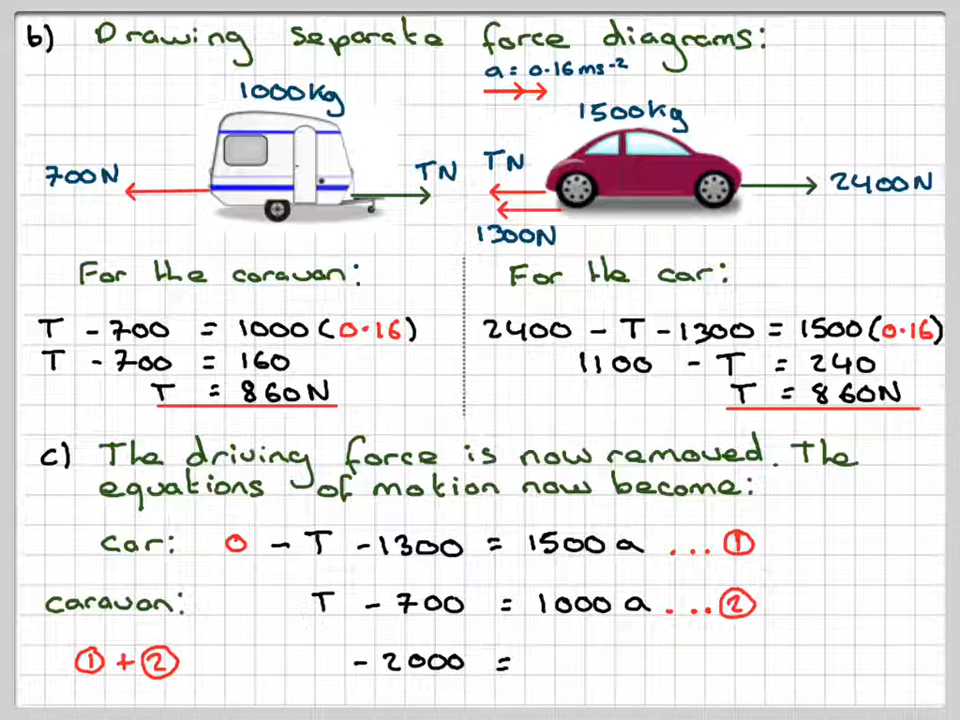 b) Drawing separate force diagrams:
a = 0.16 ms⁻²
1000kg
1500kg
700N
TN
TN
2400N
1300N
For the caravan:
T - 700 = 1000(0.16)
T - 700 = 160
T = 860N
For the car:
2400 - T - 1300 = 1500(0.16)
1100 - T = 240
T = 860N
c) The driving force is now removed. The
equations of motion now become:
car: 0 - T - 1300 = 1500a ... ①
caravan: T - 700 = 1000a ... ②
① + ② - 2000 =